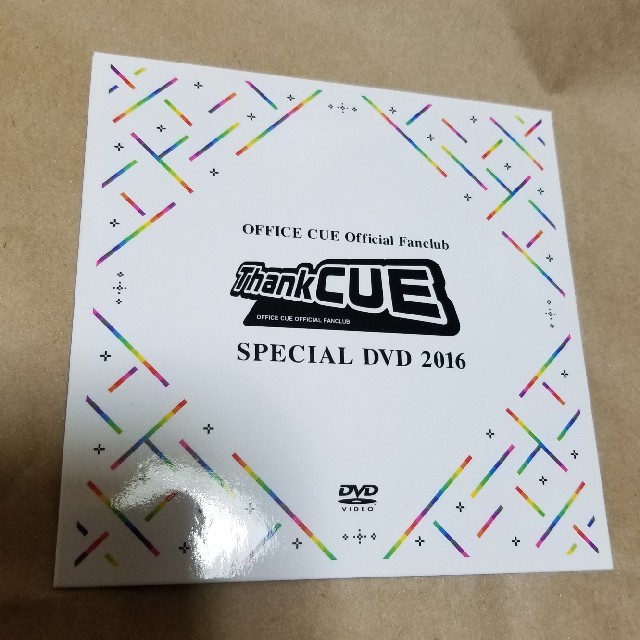 OFFICE CUE Official Fanclub
ThankCUE
OFFICE CUE OFFICIAL FANCLUB
SPECIAL DVD 2016
DVD
VIDEO